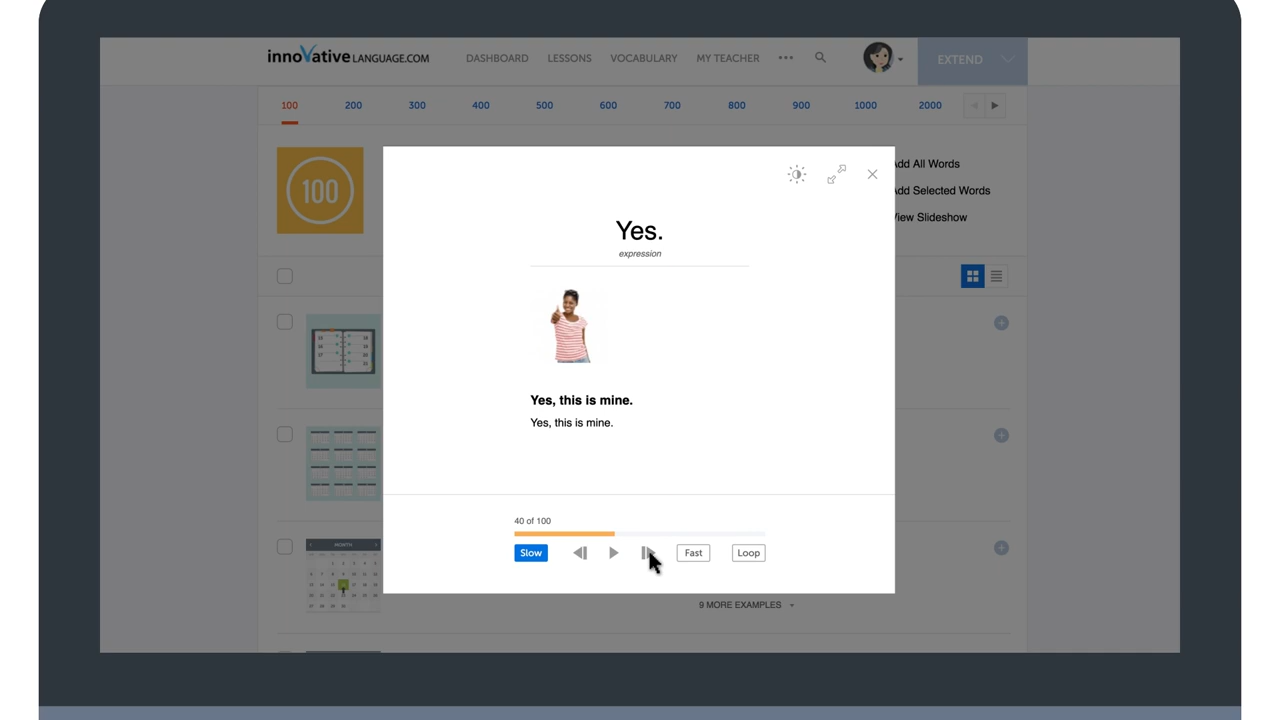 innovative LANGUAGE.COM
DASHBOARD LESSONS VOCABULARY MY TEACHER ••• EXTEND
100 200 300 400 500 600 700 800 900 1000 2000
100
Add All Words
Add Selected Words
View Slideshow
Yes.
expression
Yes, this is mine.
Yes, this is mine.
MONTH
40 of 100
Slow Fast Loop
9 MORE EXAMPLES